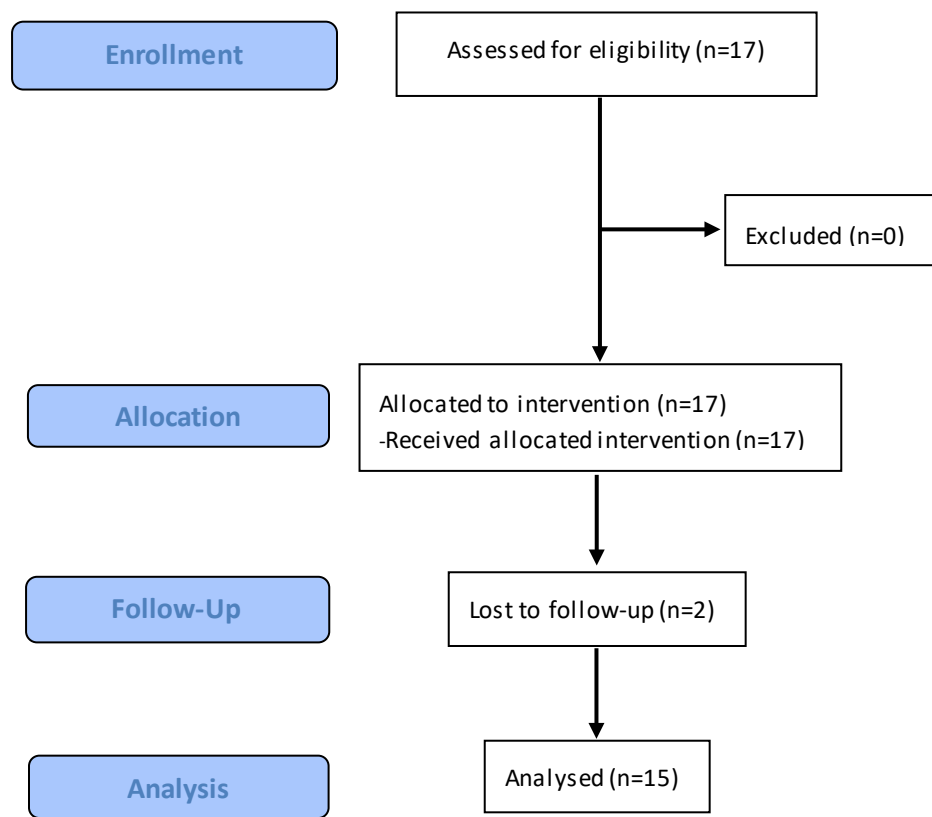 Enrollment
Assessed for eligibility (n=17)
Excluded (n=0)
Allocation
Allocated to intervention (n=17)
-Received allocated intervention (n=17)
Follow-Up
Lost to follow-up (n=2)
Analysis
Analysed (n=15)